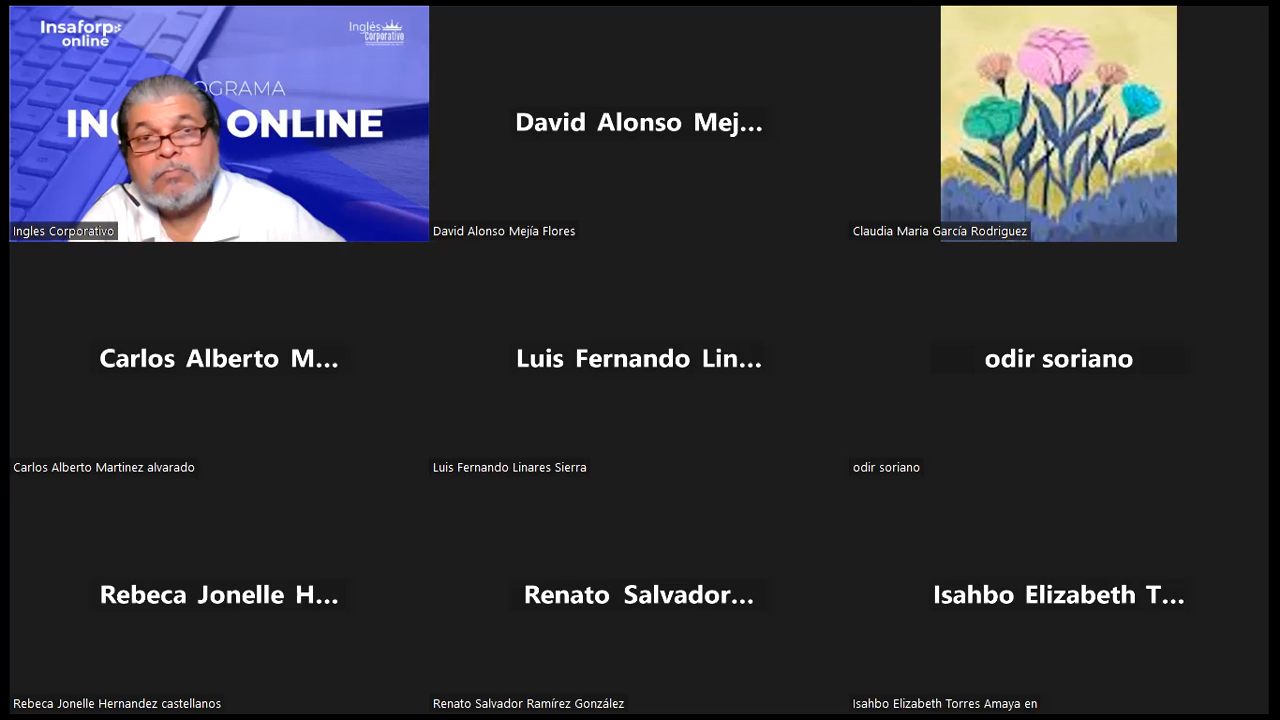 Insaforp
online
Inglés
Corporativo
OGRAMA
ING ONLINE
Ingles Corporativo
David Alonso Mej...
David Alonso Mejía Flores
Claudia Maria García Rodriguez
Carlos Alberto M...
Carlos Alberto Martinez alvarado
Luis Fernando Lin...
Luis Fernando Linares Sierra
odir soriano
odir soriano
Rebeca Jonelle H...
Rebeca Jonelle Hernandez castellanos
Renato Salvador...
Renato Salvador Ramírez González
Isahbo Elizabeth T...
Isahbo Elizabeth Torres Amaya en